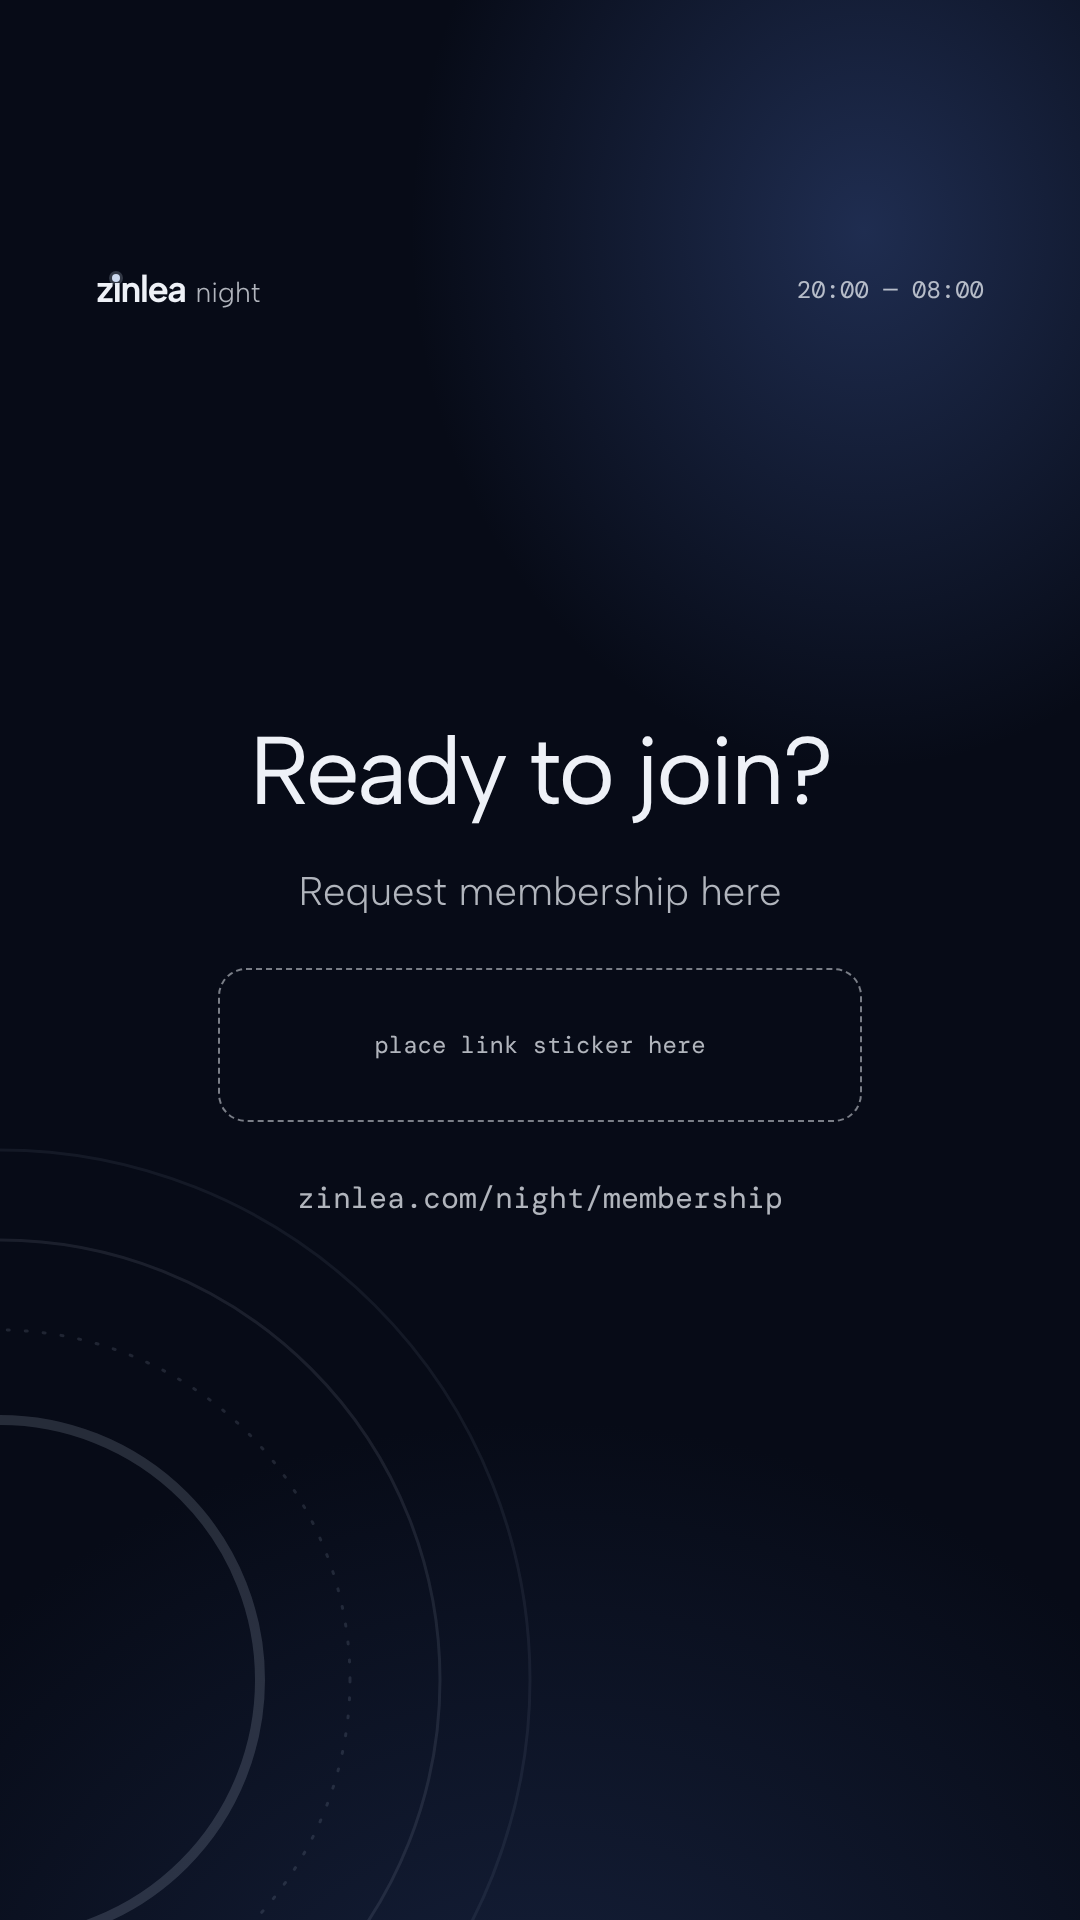 zinlea night
20:00 — 08:00
Ready to join?
Request membership here
place link sticker here
zinlea.com/night/membership